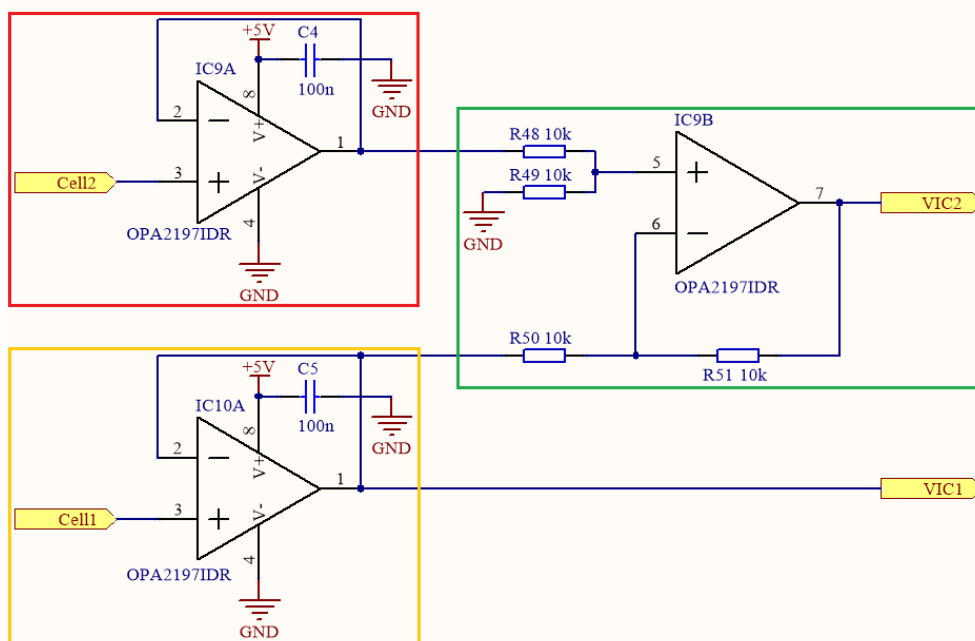 +5V
C4
100n
GND
IC9A
8
V+
2
1
3
V-
4
Cell2
OPA2197IDR
GND
R48 10k
R49 10k
GND
IC9B
5
6
7
VIC2
OPA2197IDR
R50 10k
R51 10k
+5V
C5
100n
GND
IC10A
8
V+
2
1
3
V-
4
Cell1
OPA2197IDR
GND
VIC1